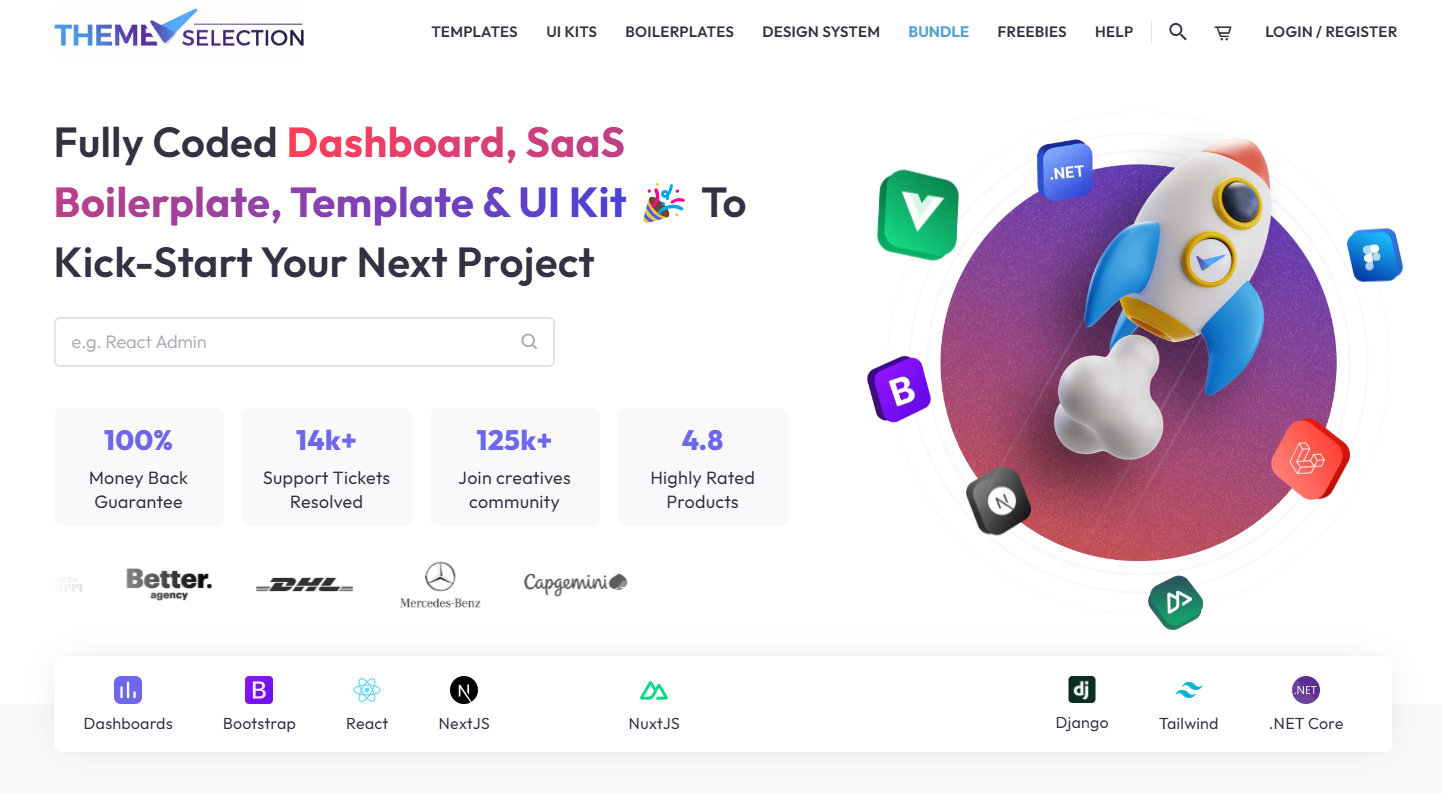 THEME SELECTION
TEMPLATES UI KITS BOILERPLATES DESIGN SYSTEM BUNDLE FREEBIES HELP LOGIN / REGISTER
Fully Coded Dashboard, SaaS
Boilerplate, Template & UI Kit 🎉 To
Kick-Start Your Next Project
e.g. React Admin
100%
Money Back
Guarantee
14k+
Support Tickets
Resolved
125k+
Join creatives
community
4.8
Highly Rated
Products
Better.
agency
DHL
Mercedes-Benz
Capgemini
.NET
B
N
Dashboards
B
Bootstrap
React
N
NextJS
NuxtJS
dj
Django
Tailwind
.NET
.NET Core